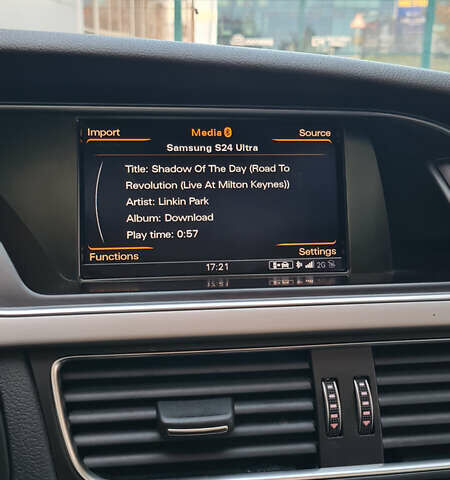 Import Media Source
Samsung S24 Ultra
Title: Shadow Of The Day (Road To
Revolution (Live At Milton Keynes))
Artist: Linkin Park
Album: Download
Play time: 0:57
Functions Settings
17:21 2G